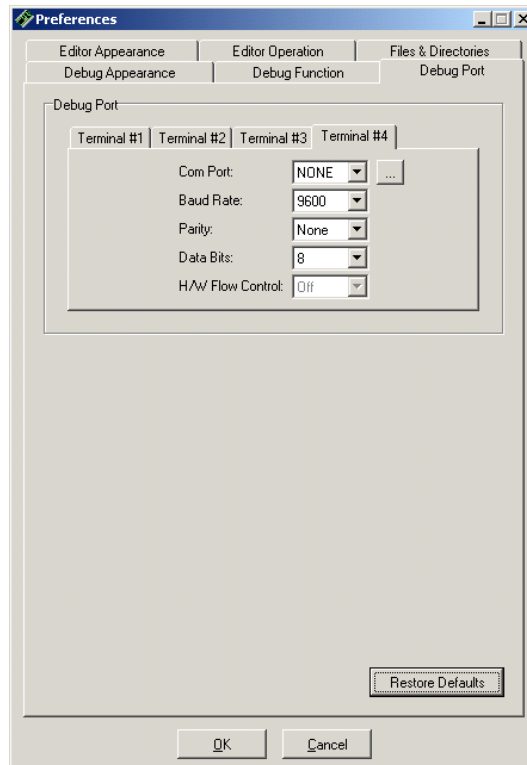 Preferences
Editor Appearance Editor Operation Files & Directories
Debug Appearance Debug Function Debug Port
Debug Port
Terminal #1 Terminal #2 Terminal #3 Terminal #4
Com Port: NONE ...
Baud Rate: 9600
Parity: None
Data Bits: 8
H/W Flow Control: Off
Restore Defaults
OK Cancel